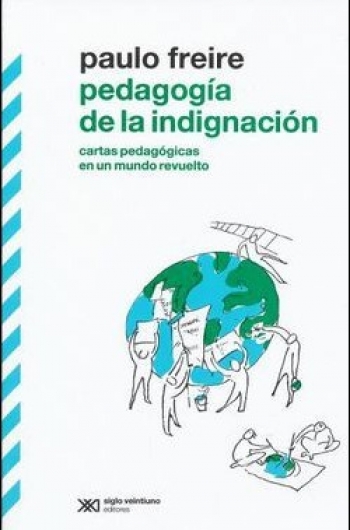 paulo freire
pedagogía
de la indignación
cartas pedagógicas
en un mundo revuelto
siglo veintiuno
editores